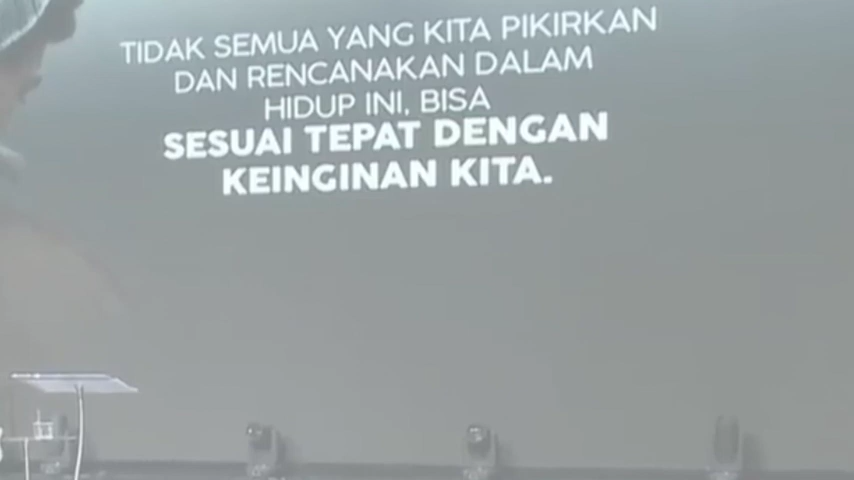 TIDAK SEMUA YANG KITA PIKIRKAN
DAN RENCANAKAN DALAM
HIDUP INI, BISA
SESUAI TEPAT DENGAN
KEINGINAN KITA.